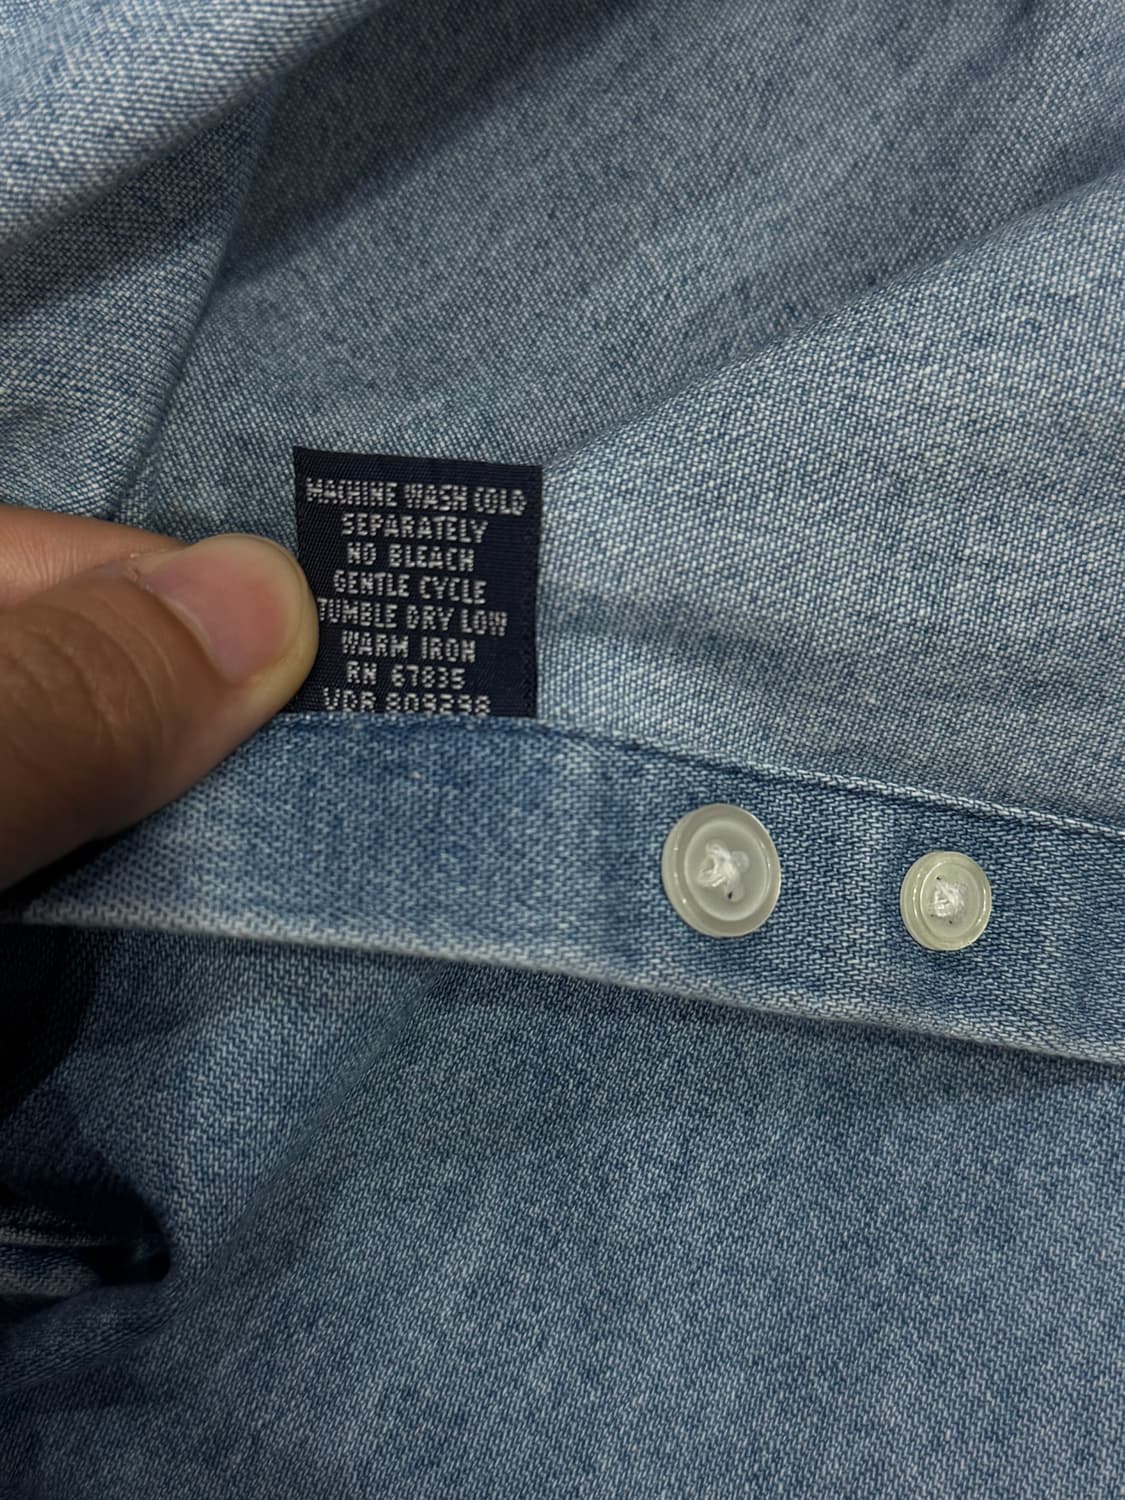 MACHINE WASH COLD
SEPARATELY
NO BLEACH
GENTLE CYCLE
TUMBLE DRY LOW
WARM IRON
RN 67835